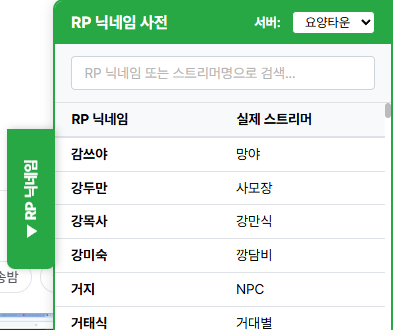 RP 닉네임 사전
서버: 요양타운
RP 닉네임 또는 스트리머명으로 검색...
RP 닉네임 실제 스트리머
감쓰야 망야
강두만 사모장
강목사 강만식
강미숙 깡담비
거지 NPC
거태식 거대별
▼ RP 닉네임
송밤